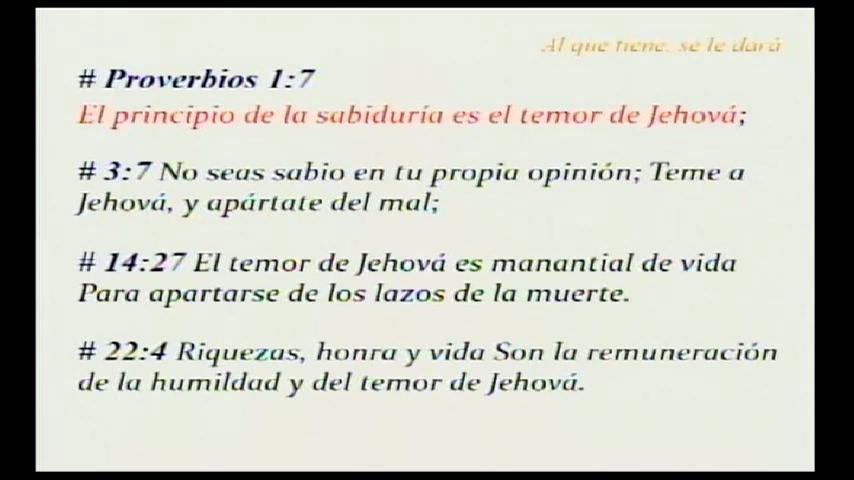 Al que tiene, se le dará
# Proverbios 1:7
El principio de la sabiduría es el temor de Jehová;
# 3:7 No seas sabio en tu propia opinión; Teme a
Jehová, y apártate del mal;
# 14:27 El temor de Jehová es manantial de vida
Para apartarse de los lazos de la muerte.
# 22:4 Riquezas, honra y vida Son la remuneración
de la humildad y del temor de Jehová.